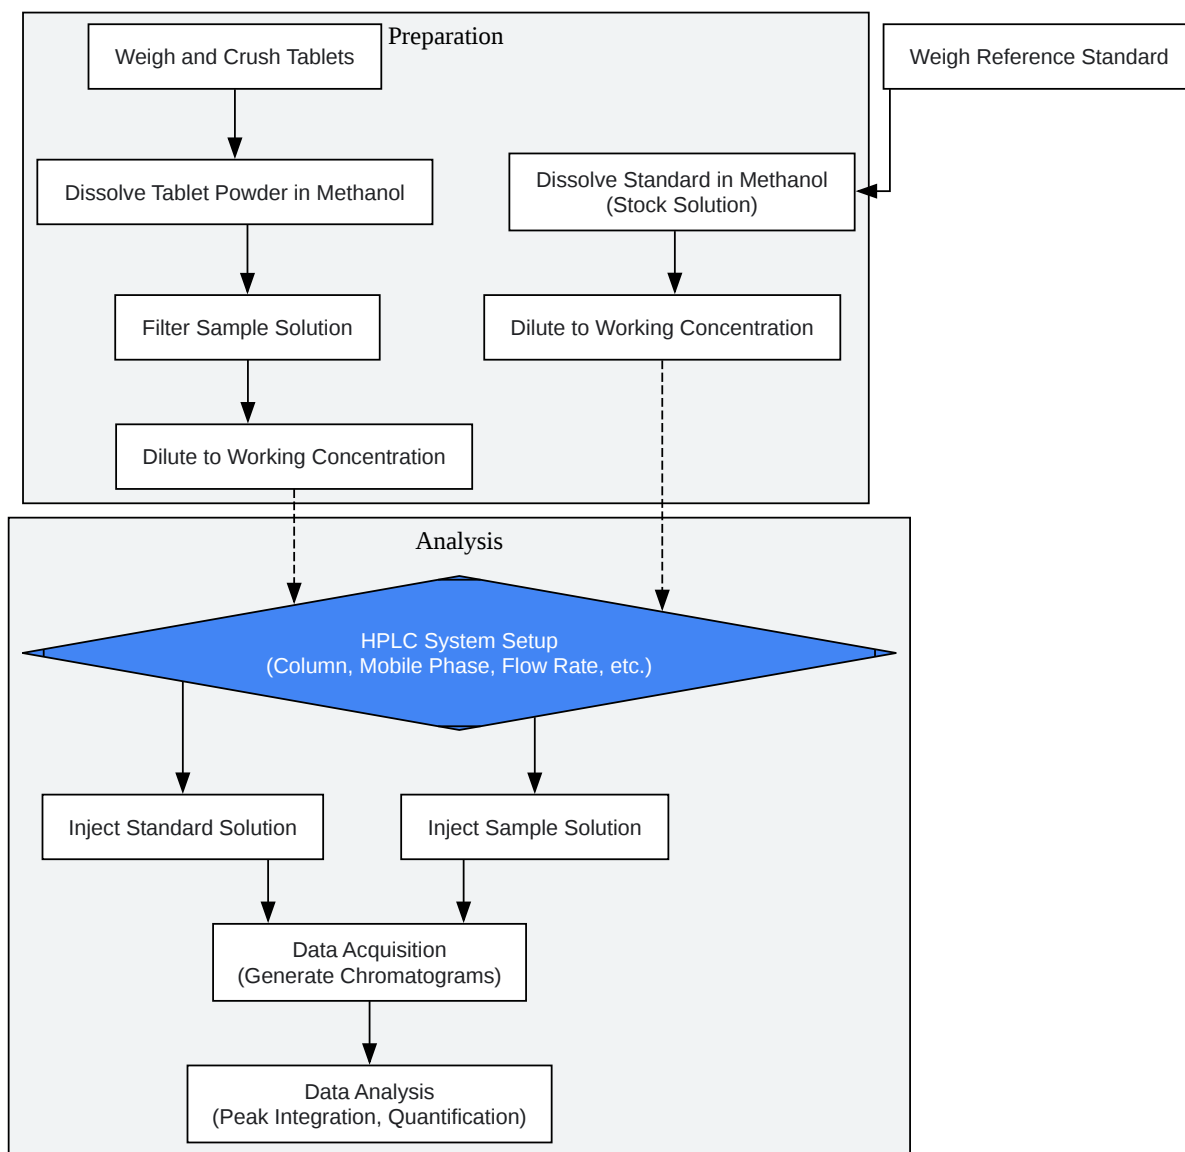 Preparation
Weigh and Crush Tablets
Weigh Reference Standard
Dissolve Tablet Powder in Methanol
Dissolve Standard in Methanol
(Stock Solution)
Filter Sample Solution
Dilute to Working Concentration
Dilute to Working Concentration
Analysis
HPLC System Setup
(Column, Mobile Phase, Flow Rate, etc.)
Inject Standard Solution
Inject Sample Solution
Data Acquisition
(Generate Chromatograms)
Data Analysis
(Peak Integration, Quantification)